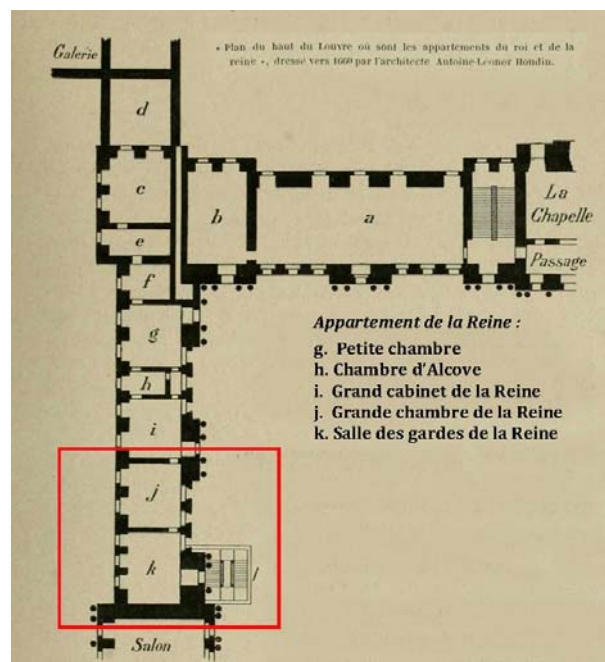 « Plan du haut du Louvre où sont les appartements du roi et de la
reine », dressé vers 1660 par l'architecte Antoine-Léonor Houdin.
Galerie
d
c
b
a
La
Chapelle
e
Passage
f
g
h
i
j
k
l
Salon
Appartement de la Reine :
g. Petite chambre
h. Chambre d'Alcove
i. Grand cabinet de la Reine
j. Grande chambre de la Reine
k. Salle des gardes de la Reine